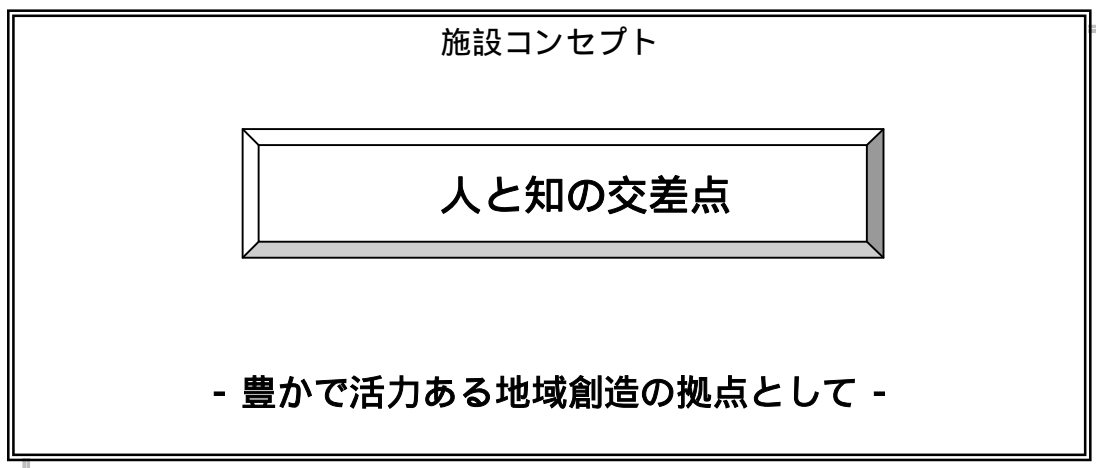 施設コンセプト
人と知の交差点
- 豊かで活力ある地域創造の拠点として -